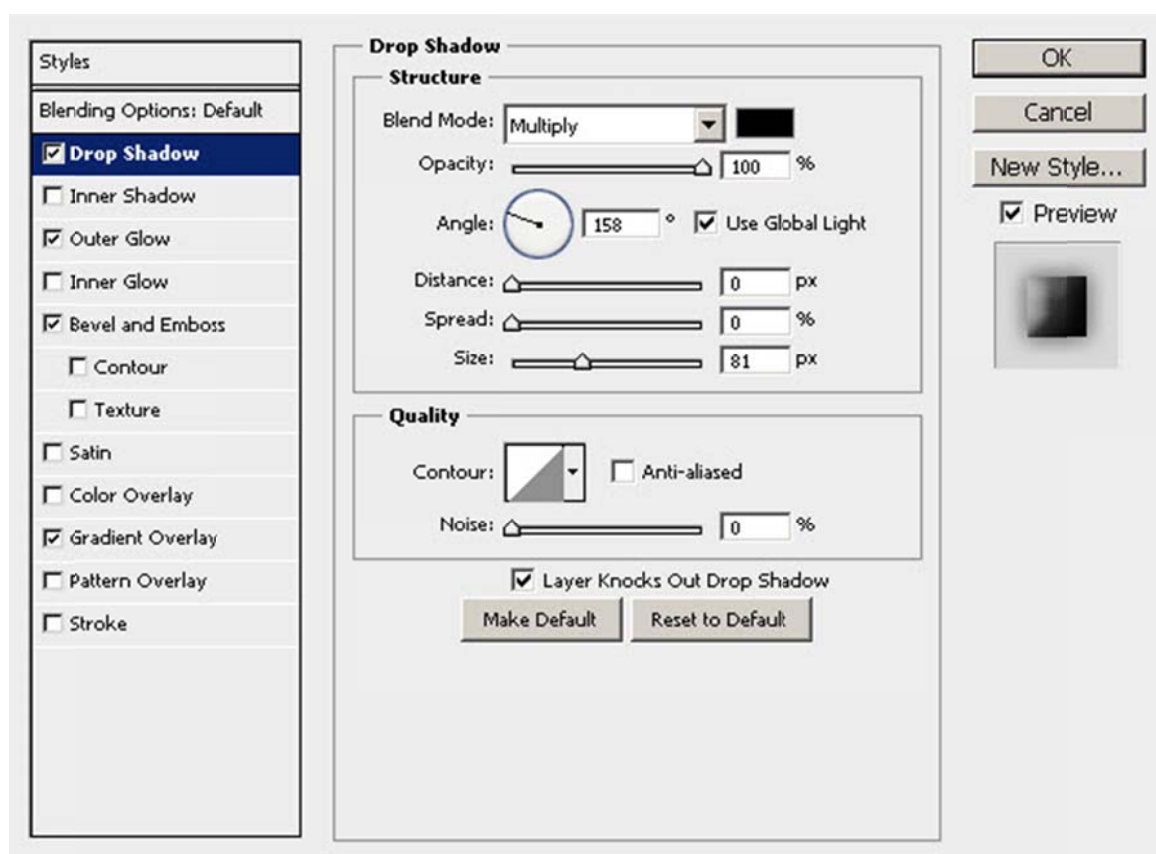 Styles
Blending Options: Default
Drop Shadow
Inner Shadow
Outer Glow
Inner Glow
Bevel and Emboss
Contour
Texture
Satin
Color Overlay
Gradient Overlay
Pattern Overlay
Stroke
Drop Shadow
Structure
Blend Mode: Multiply
Opacity: 100 %
Angle: 158 ° Use Global Light
Distance: 0 px
Spread: 0 %
Size: 81 px
Quality
Contour: Anti-aliased
Noise: 0 %
Layer Knocks Out Drop Shadow
Make Default Reset to Default
OK
Cancel
New Style...
Preview